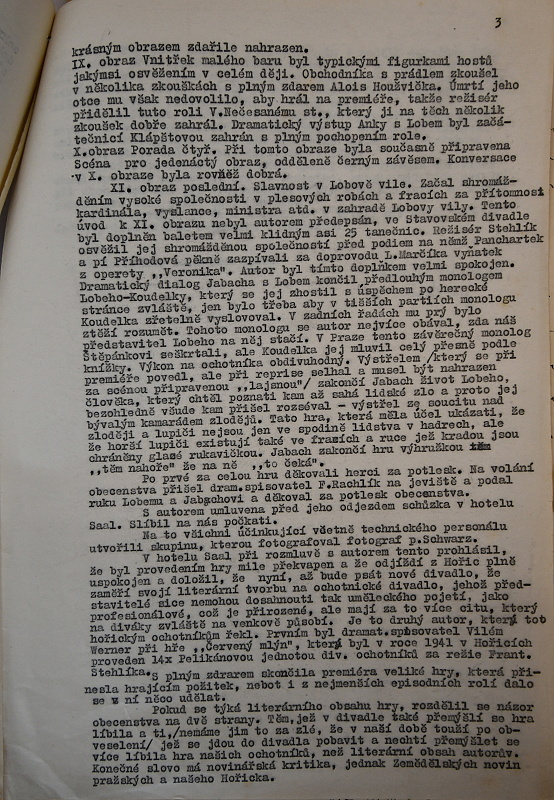 3
krásným obrazem zdařile nahrazen.
IX. obraz Vnitřek malého baru byl typickými figurkami hostů
jakýmsi osvěžením v celém ději. Obchodníka s prádlem zkoušel
v několika zkouškách s plným zdarem Alois Houžvička. Úmrtí jeho
otce mu však nedovolilo, aby hrál na premiéře, takže režisér
přidělil tuto roli V.Nečesanému st., který ji na těch několik
zkoušek dobře zahrál. Dramatický výstup Anky s Lobem byl začá-
tečnicí Klápštovou zahrán s plným pochopením role.
X.obraz Porada čtyř. Při tomto obraze byla současně připravena
Scéna pro jedenáctý obraz, odděleně černým závěsem. Konversace
v X. obraze byla rovněž dobrá.
XI. obraz poslední. Slavnost v Lobově vile. Začal shromáž-
děním vysoké společnosti v plesových robách a fracích za přítomnosti
kardinála, vyslance, ministra atd. v zahradě Lobovy vily. Tento
úvod k XI. obrazu nebyl autorem předepsán, ve Stavovském divadle
byl doplněn baletem velmi klidným asi 25 tanečnic. Režisér Stehlík
osvěžil jej shromážděnou společností před podiem na němž Panchartek
a pí Příhodová pěkně zazpívali za doprovodu L.Marčíka vyňatek
z operety ,,Veronika". Autor byl tímto doplňkem velmi spokojen.
Dramatický dialog Jabacha s Lobem končil předlouhým monologem
Lobeho-Koudelky, který se jej zhostil s úspěchem po herecké
stránce zvláště, jen bylo třeba aby v tišších partiích monologu
Koudelka zřetelně vyslovoval. V zadních řadách mu prý bylo
ztěží rozumět. Tohoto monologu se autor nejvíce obával, zda náš
představitel Lobeho na něj stačí. V Praze tento závěrečný monolog
Štěpánkovi seškrtali, ale Koudelka jej mluvil celý přesně podle
knížky. Výkon na ochotníka obdivuhodný. Výstřelem /který se při
premiéře povedl, ale při reprise selhal a musel být nahrazen
za scénou připravenou ,,lajsnou"/ zakončí Jabach život Lobeho,
člověka, který chtěl poznati kam až sahá lidské zlo a proto jej
bezohledně všude kam přišel rozséval - výstřel ze soucitu nad
bývalým kamarádem zlodějů. Tato hra, která měla účel ukázati, že
zloději a lupiči nejsou jen ve spodině lidstva v hadrech, ale
že horší lupiči existují také ve fraxích a ruce jež kradou jsou
chráněny glazé rukavičkou. Jabach zakončí hru výhružkou
,,těm nahoře" že na ně ,,to čeká".
Po prvé za celou hru děkovali herci za potlesk. Na volání
obecenstva přišel dram.spisovatel F.Rachlík na jeviště a podal
ruku Lobemu a Jabachovi a děkoval za potlesk obecenstva.
S autorem umluvena před jeho odjezdem schůzka v hotelu
Saal. Slíbil na nás počkati.
Na to všichni účinkující včetně technického personálu
utvořili skupinu, kterou fotografoval fotograf p.Schwarz.
V hotelu Saal při rozmluvě s autorem tento prohlásil,
že byl provedením hry mile překvapen a že odjíždí z Hořic plně
uspokojen a doložil, že nyní, až bude psát nové divadlo, že
zaměří svojí literární tvorbu na ochotnické divadlo, jehož před-
stavitelé sice nemohou dosáhnouti tak uměleckého pojetí, jako
profesionálové, což je přirozené, ale mají za to více citu, který
na diváky zvláště na venkově působí. Je to druhý autor, který tot
hořickým ochotníkům řekl. Prvním byl dramat.spisovatel Vilém
Werner při hře ,,Červený mlýn", který byl v roce 1941 v Hořicích
proveden 14x Pelikánovou jednotou div. ochotníků za režie Frant.
Stehlíka.
S plným zdarem skončila premiéra veliké hry, která při-
nesla hrajícím požitek, nebot i z nejmenších episodních rolí dalo
se v ní něco udělat.
Pokud se týká literárního obsahu hry, rozdělil se názor
obecenstva na dvě strany. Těm,jež v divadle také přemýšlí se hra
líbila a ti,/nemáme jim to za zlé, že v naší době touží po ob-
veselení/ jež se jdou do divadla pobavit a nechtí přemýšlet se
více líbila hra našich ochotníků, než literární obsah autorův.
Konečné slovo má novinářská kritika, jednak Zemědělských novin
pražských a našeho Hořicka.